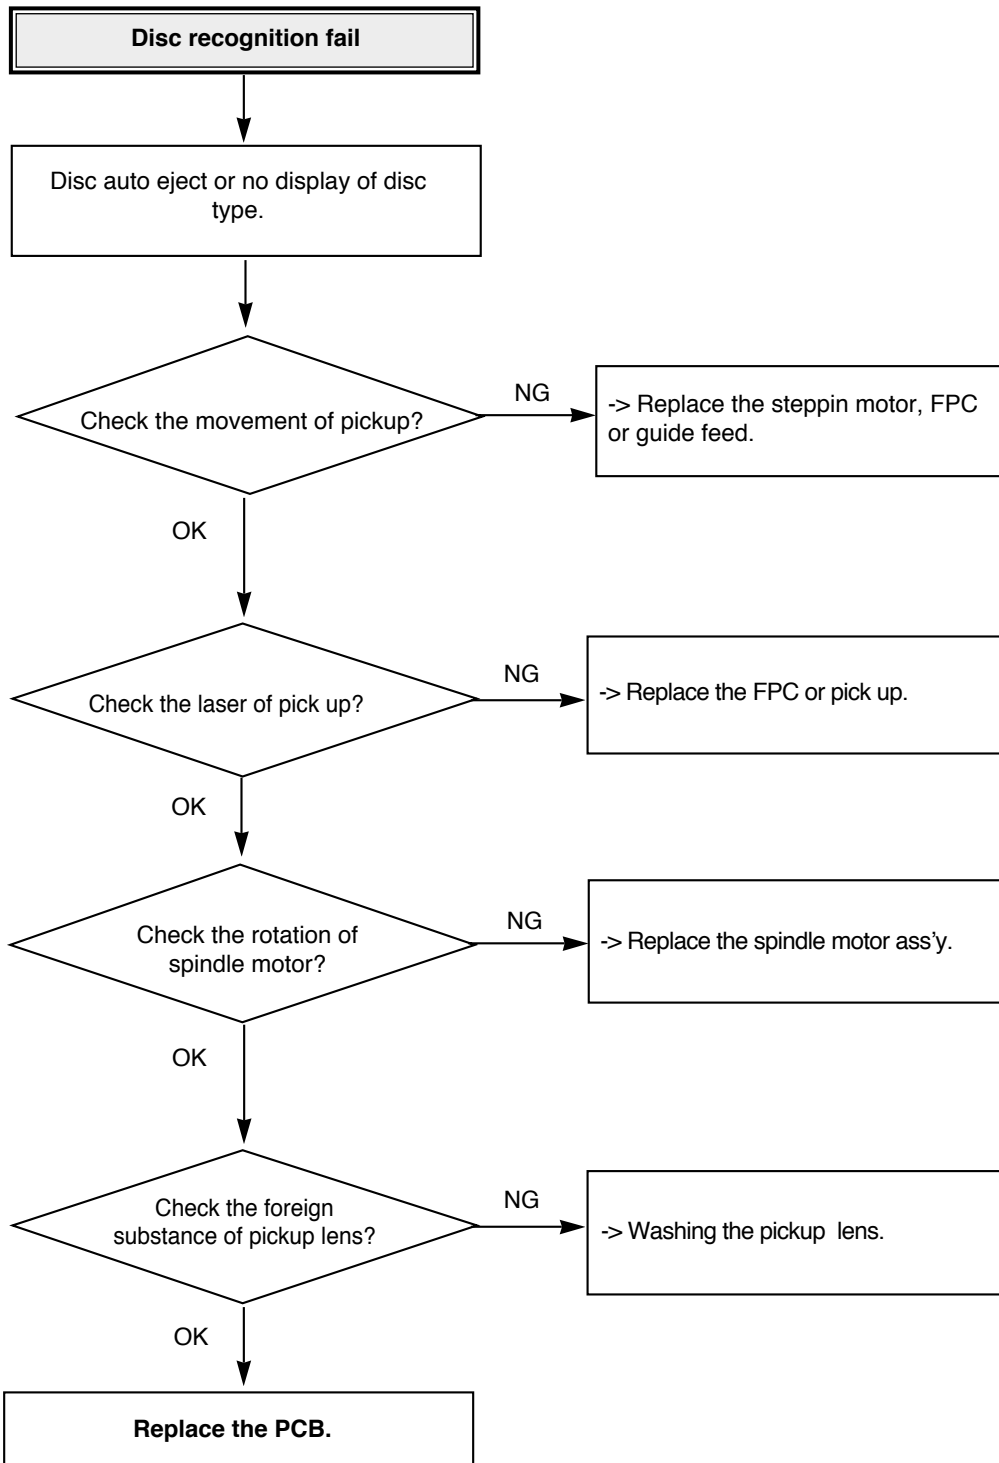 Disc recognition fail
Disc auto eject or no display of disc
type.
Check the movement of pickup?
NG
-> Replace the steppin motor, FPC
or guide feed.
OK
Check the laser of pick up?
NG
-> Replace the FPC or pick up.
OK
Check the rotation of
spindle motor?
NG
-> Replace the spindle motor ass'y.
OK
Check the foreign
substance of pickup lens?
NG
-> Washing the pickup  lens.
OK
Replace the PCB.